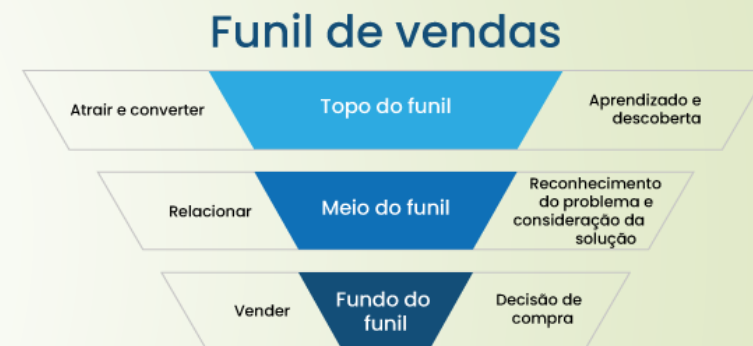 Funil de vendas
Atrair e converter
Topo do funil
Aprendizado e
descoberta
Relacionar
Meio do funil
Reconhecimento
do problema e
consideração da
solução
Vender
Fundo do
funil
Decisão de
compra